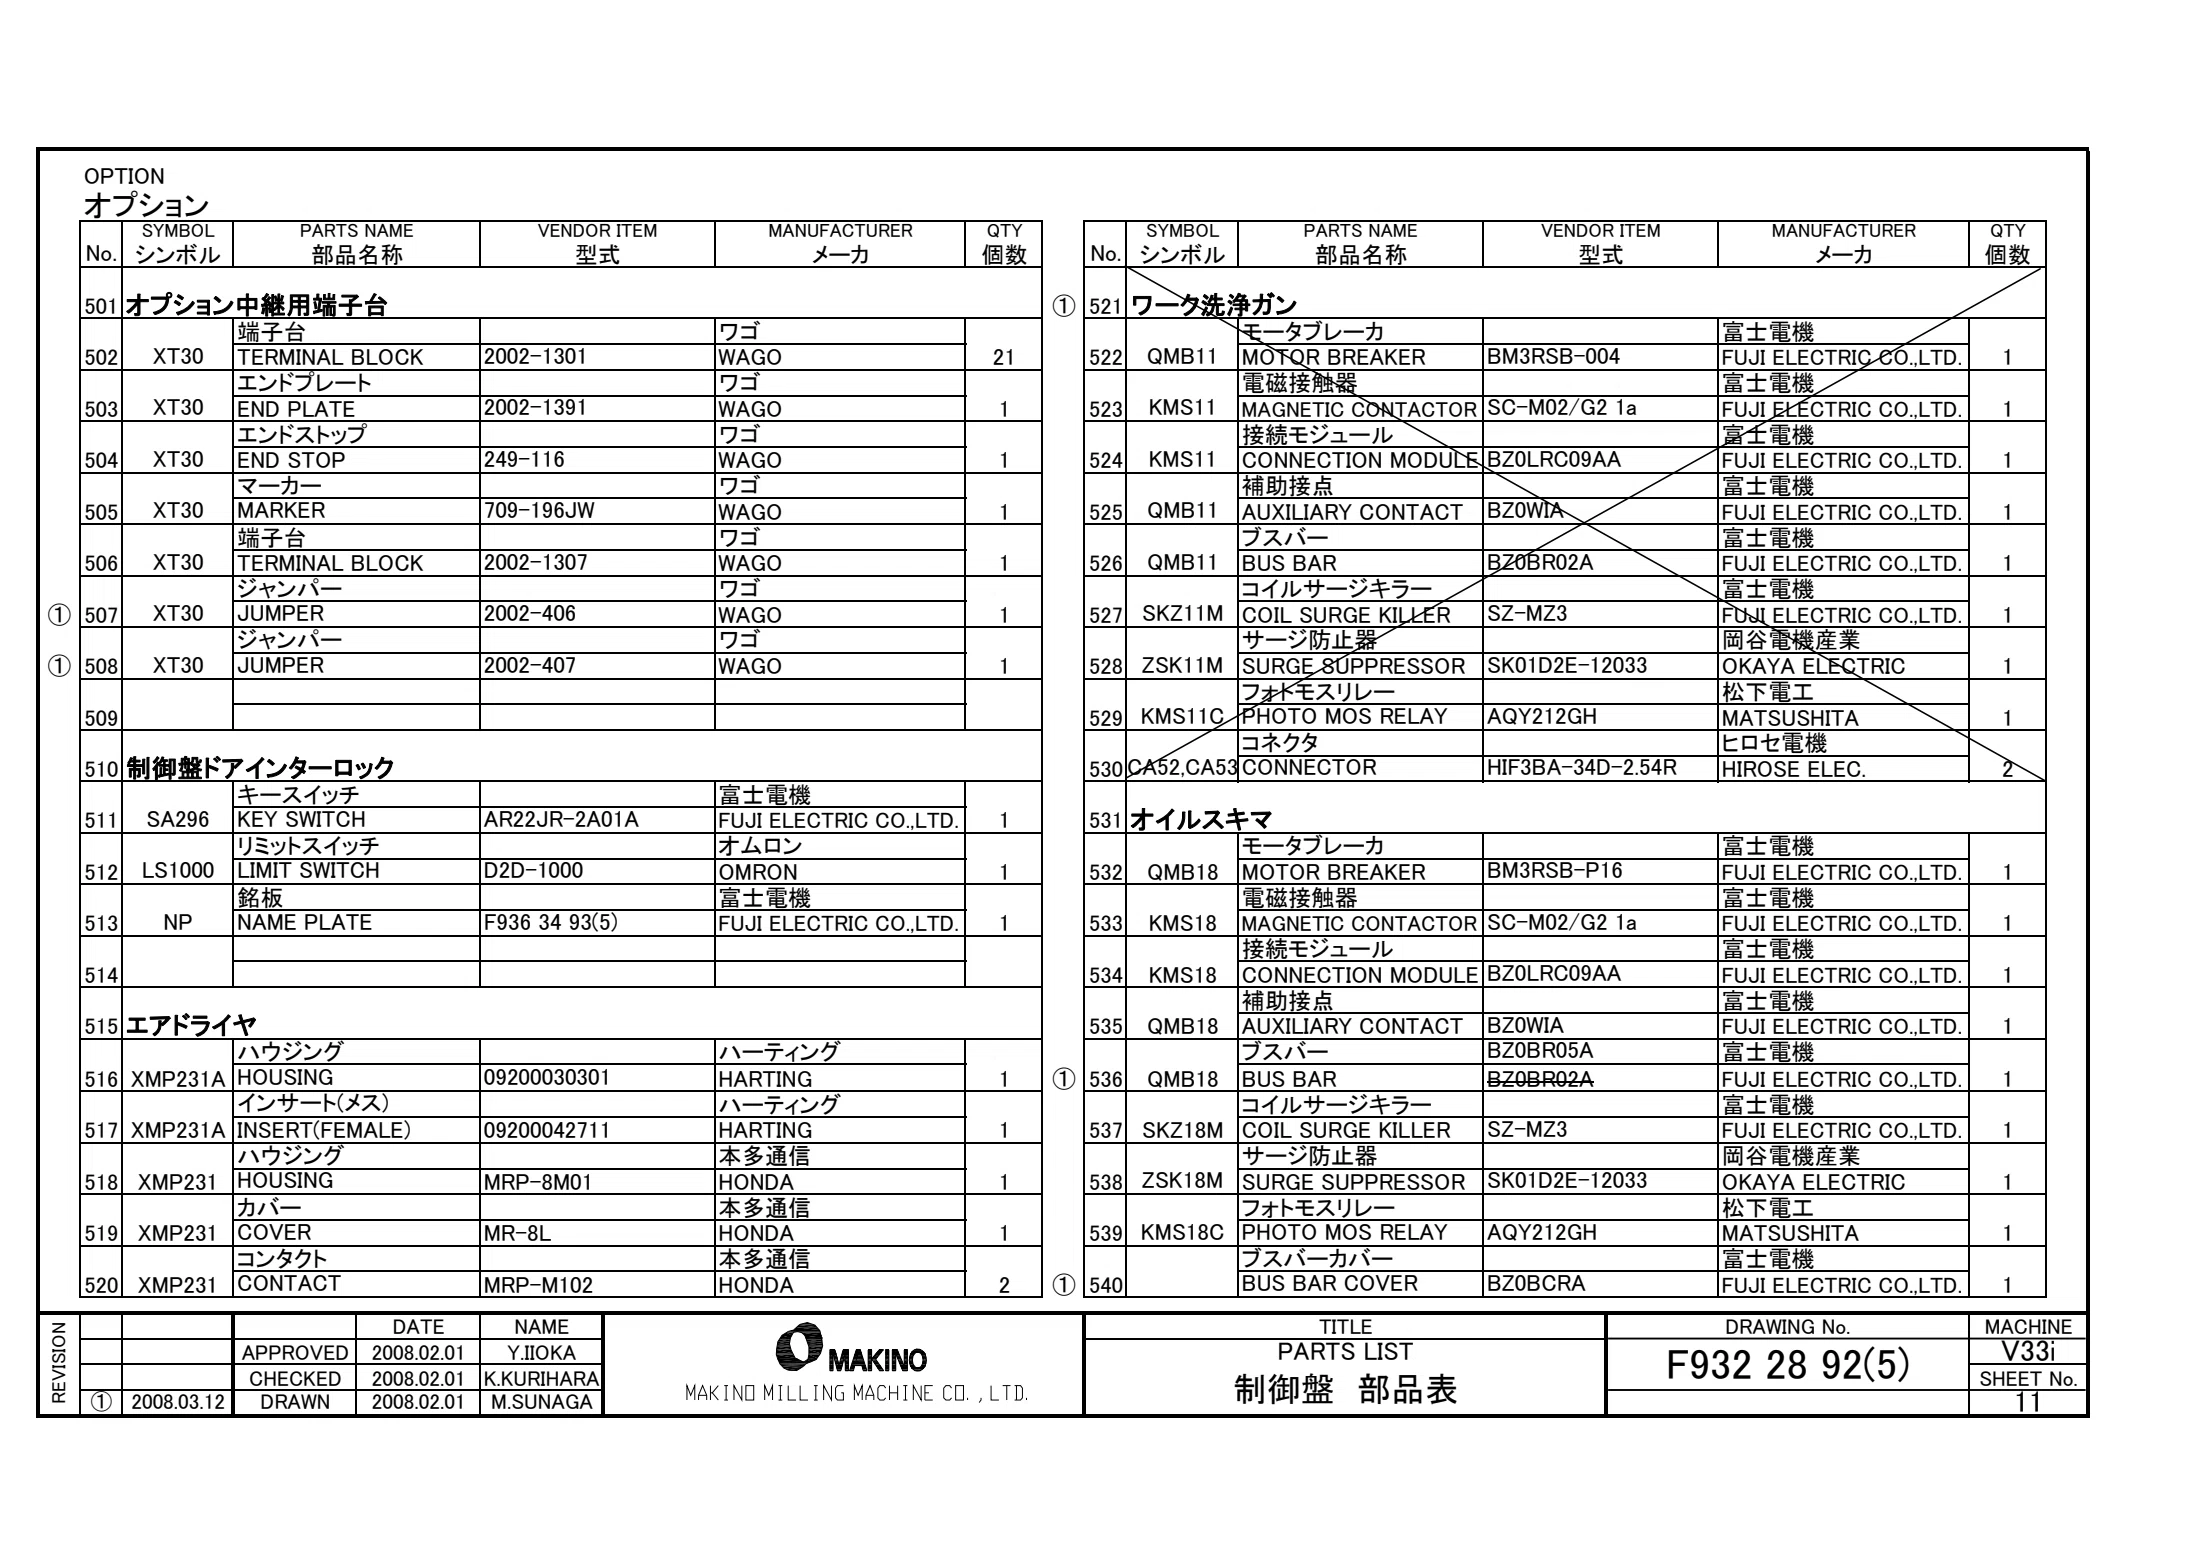 OPTION
オプション
No. SYMBOL シンボル PARTS NAME 部品名称 VENDOR ITEM 型式 MANUFACTURER メーカ QTY 個数
501 オプション中継用端子台
端子台 ワゴ
502 XT30 TERMINAL BLOCK 2002-1301 WAGO 21
エンドプレート ワゴ
503 XT30 END PLATE 2002-1391 WAGO 1
エンドストップ ワゴ
504 XT30 END STOP 249-116 WAGO 1
マーカー ワゴ
505 XT30 MARKER 709-196JW WAGO 1
端子台 ワゴ
506 XT30 TERMINAL BLOCK 2002-1307 WAGO 1
ジャンパー ワゴ
① 507 XT30 JUMPER 2002-406 WAGO 1
ジャンパー ワゴ
① 508 XT30 JUMPER 2002-407 WAGO 1
509
510 制御盤ドアインターロック
キースイッチ 富士電機
511 SA296 KEY SWITCH AR22JR-2A01A FUJI ELECTRIC CO.,LTD. 1
リミットスイッチ オムロン
512 LS1000 LIMIT SWITCH D2D-1000 OMRON 1
銘板 富士電機
513 NP NAME PLATE F936 34 93(5) FUJI ELECTRIC CO.,LTD. 1
514
515 エアドライヤ
ハウジング ハーティング
516 XMP231A HOUSING 09200030301 HARTING 1
インサート(メス) ハーティング
517 XMP231A INSERT(FEMALE) 09200042711 HARTING 1
ハウジング 本多通信
518 XMP231 HOUSING MRP-8M01 HONDA 1
カバー 本多通信
519 XMP231 COVER MR-8L HONDA 1
コンタクト 本多通信
520 XMP231 CONTACT MRP-M102 HONDA 2
No. SYMBOL シンボル PARTS NAME 部品名称 VENDOR ITEM 型式 MANUFACTURER メーカ QTY 個数
① 521 ワーク洗浄ガン
モータブレーカ 富士電機
522 QMB11 MOTOR BREAKER BM3RSB-004 FUJI ELECTRIC CO.,LTD. 1
電磁接触器 富士電機
523 KMS11 MAGNETIC CONTACTOR SC-M02/G2 1a FUJI ELECTRIC CO.,LTD. 1
接続モジュール 富士電機
524 KMS11 CONNECTION MODULE BZ0LRC09AA FUJI ELECTRIC CO.,LTD. 1
補助接点 富士電機
525 QMB11 AUXILIARY CONTACT BZ0WIA FUJI ELECTRIC CO.,LTD. 1
ブスバー 富士電機
526 QMB11 BUS BAR BZ0BR02A FUJI ELECTRIC CO.,LTD. 1
コイルサージキラー 富士電機
527 SKZ11M COIL SURGE KILLER SZ-MZ3 FUJI ELECTRIC CO.,LTD. 1
サージ防止器 岡谷電機産業
528 ZSK11M SURGE SUPPRESSOR SK01D2E-12033 OKAYA ELECTRIC 1
フォトモスリレー 松下電工
529 KMS11C PHOTO MOS RELAY AQY212GH MATSUSHITA 1
コネクタ ヒロセ電機
530 CA52,CA53 CONNECTOR HIF3BA-34D-2.54R HIROSE ELEC. 2
531 オイルスキマ
モータブレーカ 富士電機
532 QMB18 MOTOR BREAKER BM3RSB-P16 FUJI ELECTRIC CO.,LTD. 1
電磁接触器 富士電機
533 KMS18 MAGNETIC CONTACTOR SC-M02/G2 1a FUJI ELECTRIC CO.,LTD. 1
接続モジュール 富士電機
534 KMS18 CONNECTION MODULE BZ0LRC09AA FUJI ELECTRIC CO.,LTD. 1
補助接点 富士電機
535 QMB18 AUXILIARY CONTACT BZ0WIA FUJI ELECTRIC CO.,LTD. 1
ブスバー BZ0BR05A 富士電機
① 536 QMB18 BUS BAR BZ0BR02A FUJI ELECTRIC CO.,LTD. 1
コイルサージキラー 富士電機
537 SKZ18M COIL SURGE KILLER SZ-MZ3 FUJI ELECTRIC CO.,LTD. 1
サージ防止器 岡谷電機産業
538 ZSK18M SURGE SUPPRESSOR SK01D2E-12033 OKAYA ELECTRIC 1
フォトモスリレー 松下電工
539 KMS18C PHOTO MOS RELAY AQY212GH MATSUSHITA 1
ブスバーカバー 富士電機
① 540 BUS BAR COVER BZ0BCRA FUJI ELECTRIC CO.,LTD. 1
REVISION
DATE NAME
APPROVED 2008.02.01 Y.IIOKA
CHECKED 2008.02.01 K.KURIHARA
① 2008.03.12 DRAWN 2008.02.01 M.SUNAGA
MAKINO
MAKINO MILLING MACHINE CO.,LTD.
TITLE
PARTS LIST
制御盤 部品表
DRAWING No.
F932 28 92(5)
MACHINE
V33i
SHEET No.
11